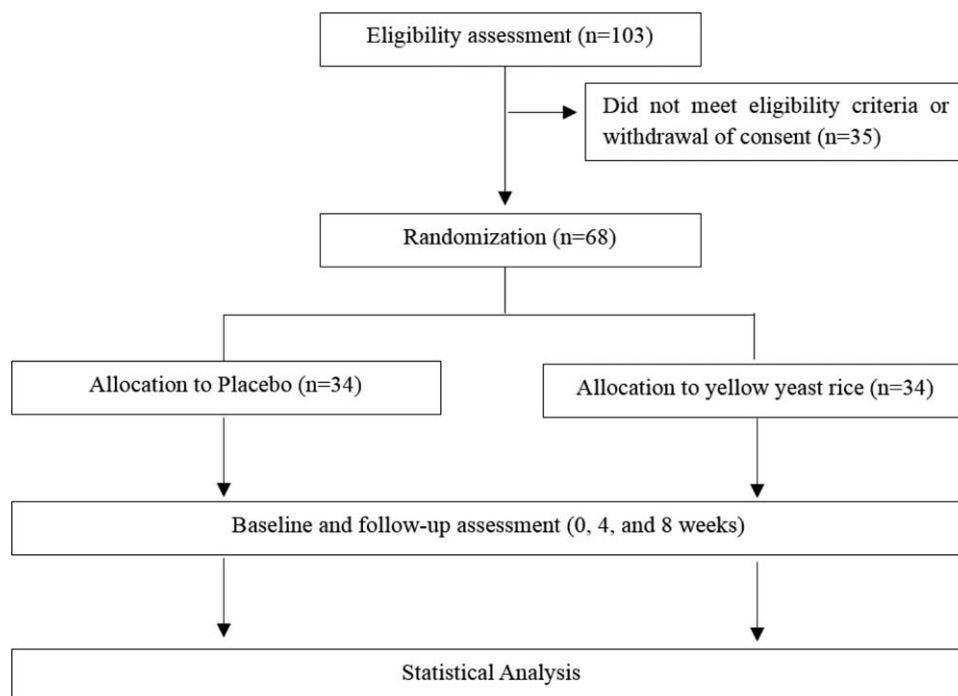 Eligibility assessment (n=103)
Did not meet eligibility criteria or
withdrawal of consent (n=35)
Randomization (n=68)
Allocation to Placebo (n=34)
Allocation to yellow yeast rice (n=34)
Baseline and follow-up assessment (0, 4, and 8 weeks)
Statistical Analysis